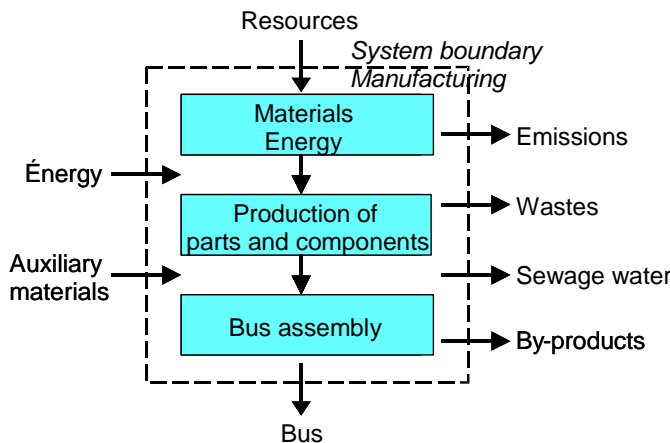 Resources
System boundary
Manufacturing
Materials
Energy
Emissions
Énergy
Wastes
Production of
parts and components
Auxiliary
materials
Sewage water
Bus assembly
By-products
Bus